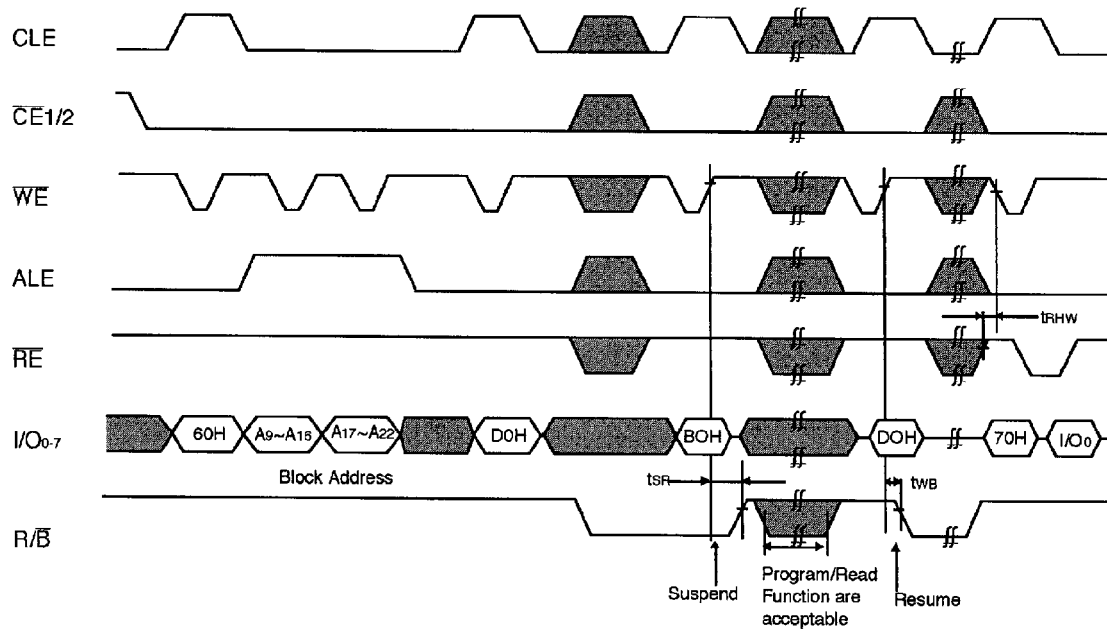 CLE
CE1/2
WE
ALE
tRHW
RE
I/O0-7 60H A9~A16 A17~A22 D0H B0H D0H 70H I/O0
Block Address tSR tWB
R/B
Suspend Program/Read Function are acceptable Resume